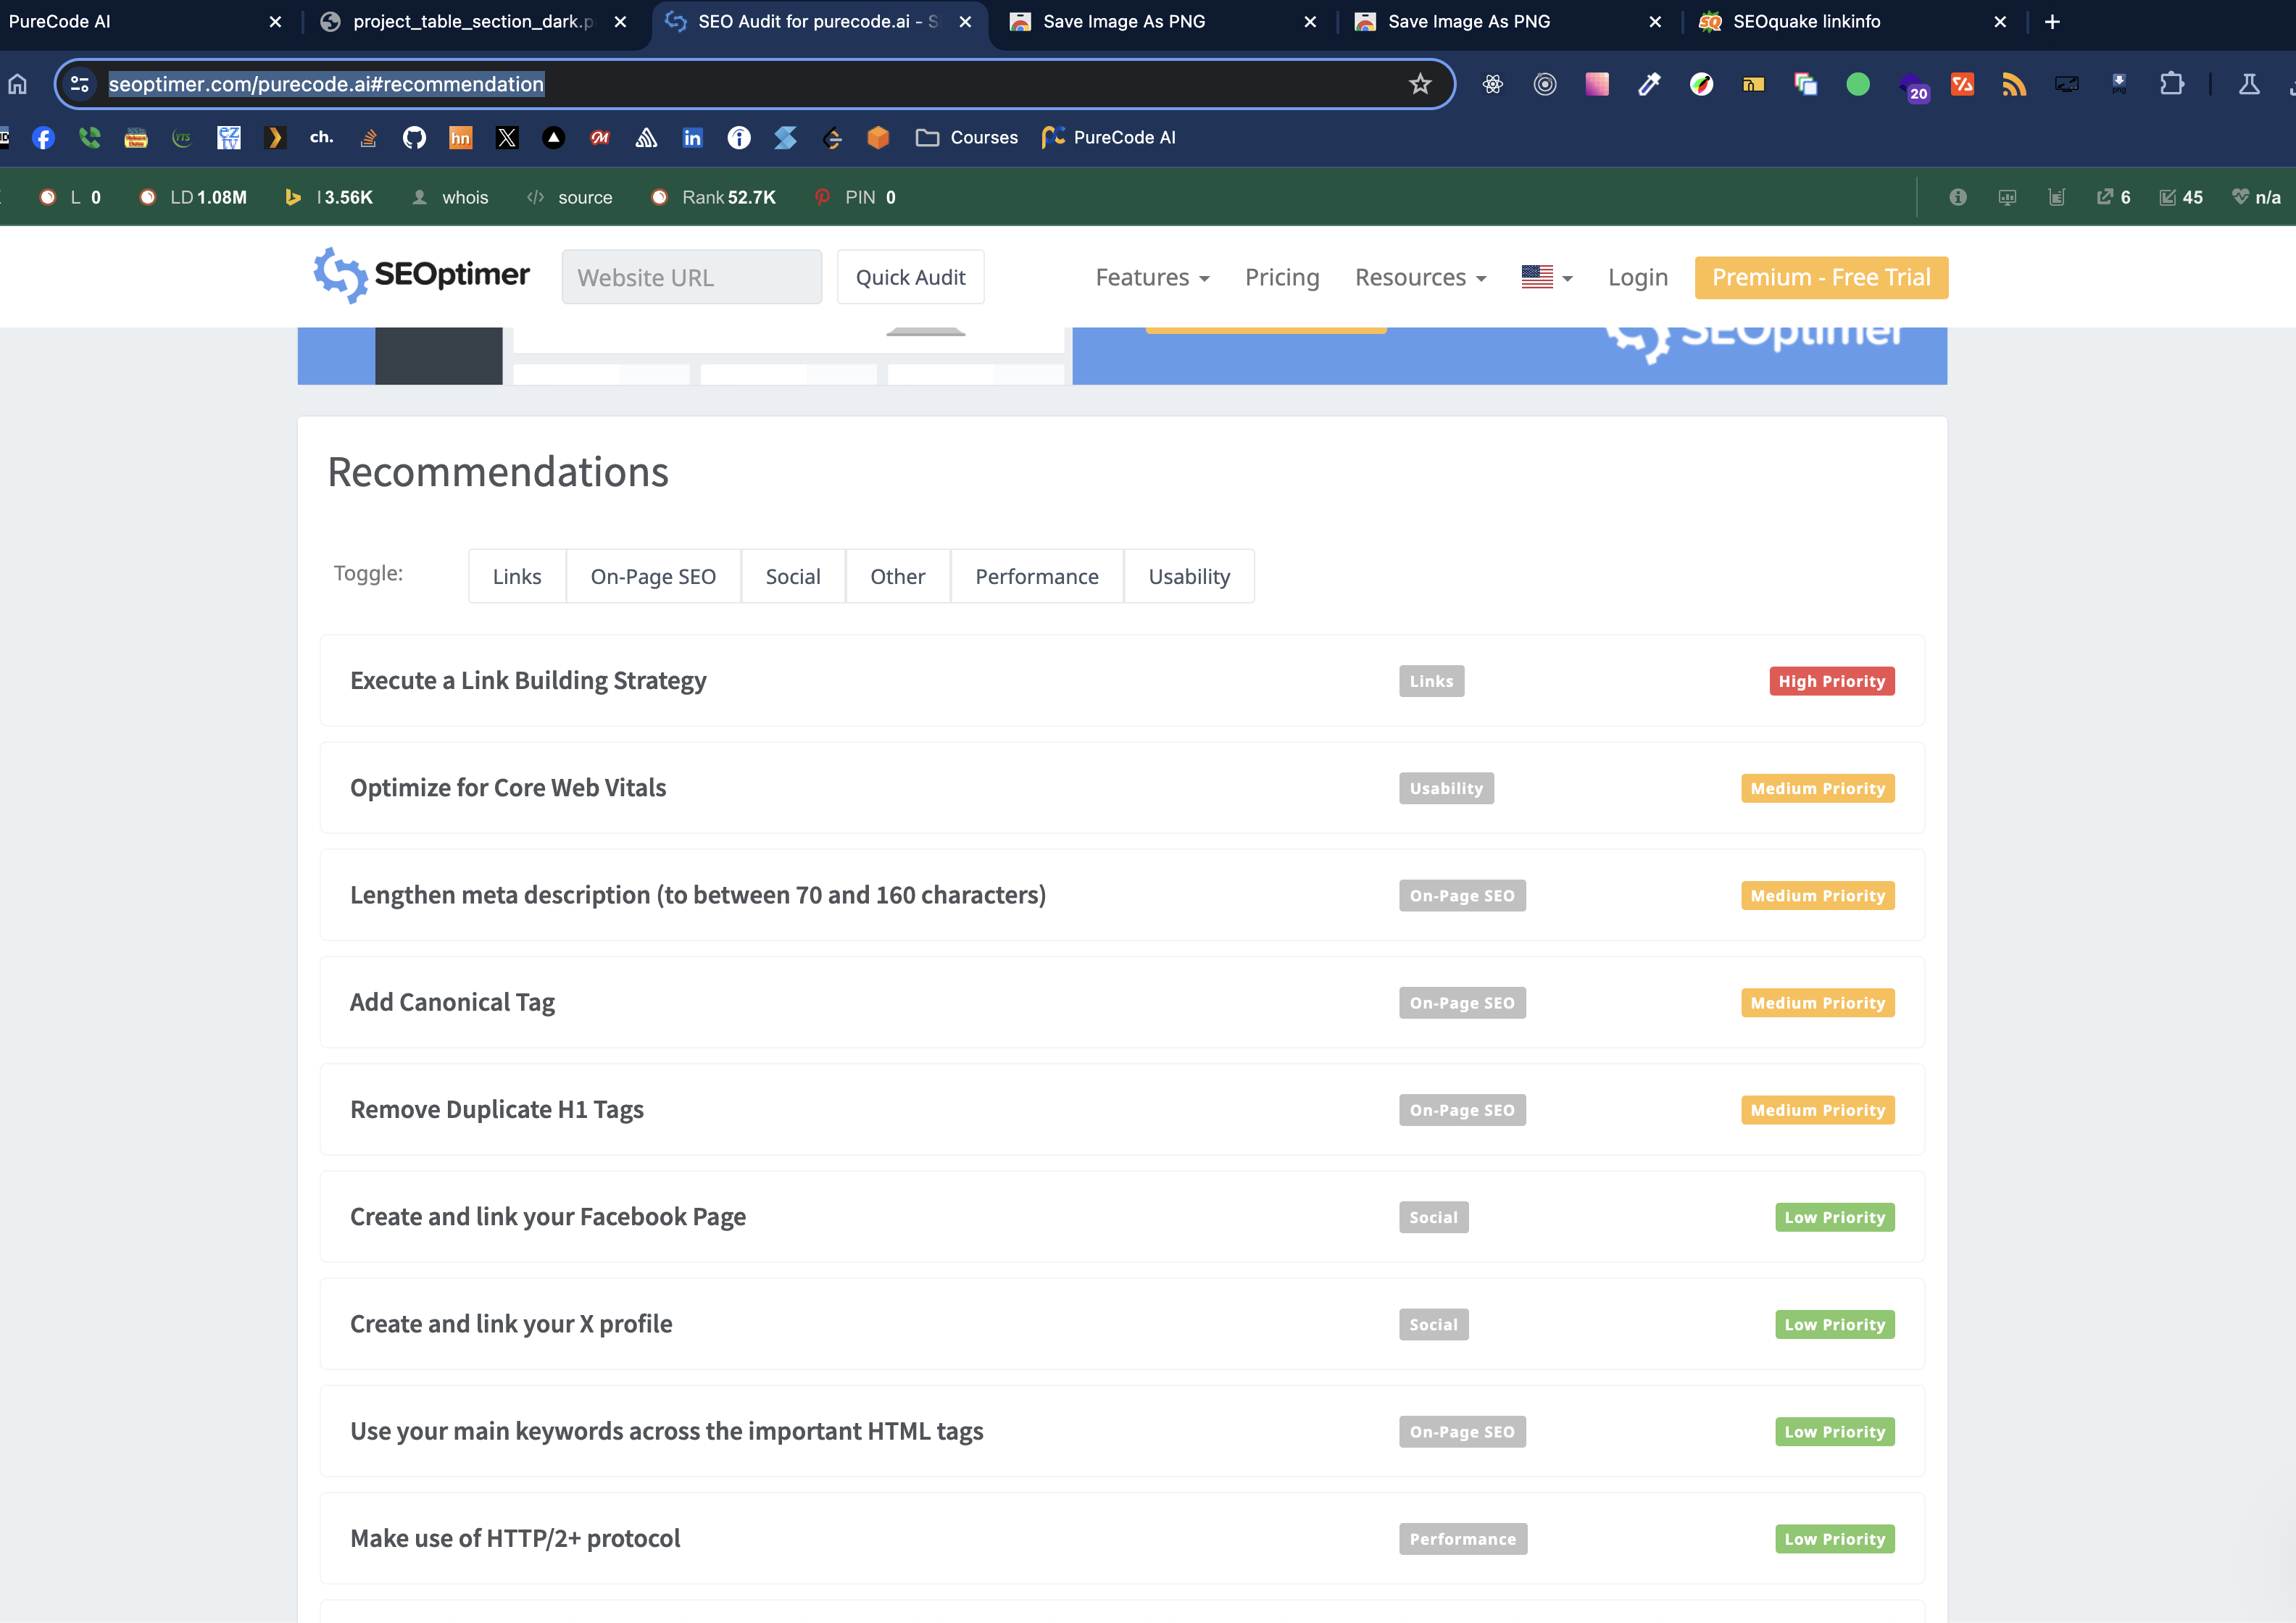 PureCode AI
project_table_section_dark.p
SEO Audit for purecode.ai - S
Save Image As PNG
Save Image As PNG
SEOquake linkinfo
seoptimer.com/purecode.ai#recommendation
20
png
YTS
ez
tv
ch.
hn
X
in
Courses
PureCode AI
L 0
LD 1.08M
I 3.56K
whois
source
Rank 52.7K
PIN 0
6
45
n/a
SEOptimer
Website URL
Quick Audit
Features
Pricing
Resources
Login
Premium - Free Trial
SEOptimer
Recommendations
Toggle:
Links
On-Page SEO
Social
Other
Performance
Usability
Execute a Link Building Strategy Links High Priority
Optimize for Core Web Vitals Usability Medium Priority
Lengthen meta description (to between 70 and 160 characters) On-Page SEO Medium Priority
Add Canonical Tag On-Page SEO Medium Priority
Remove Duplicate H1 Tags On-Page SEO Medium Priority
Create and link your Facebook Page Social Low Priority
Create and link your X profile Social Low Priority
Use your main keywords across the important HTML tags On-Page SEO Low Priority
Make use of HTTP/2+ protocol Performance Low Priority